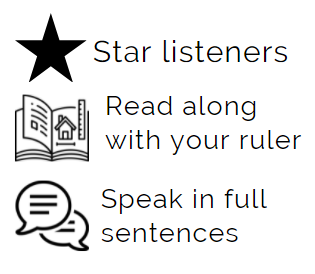 Star listeners
Read along
with your ruler
Speak in full
sentences